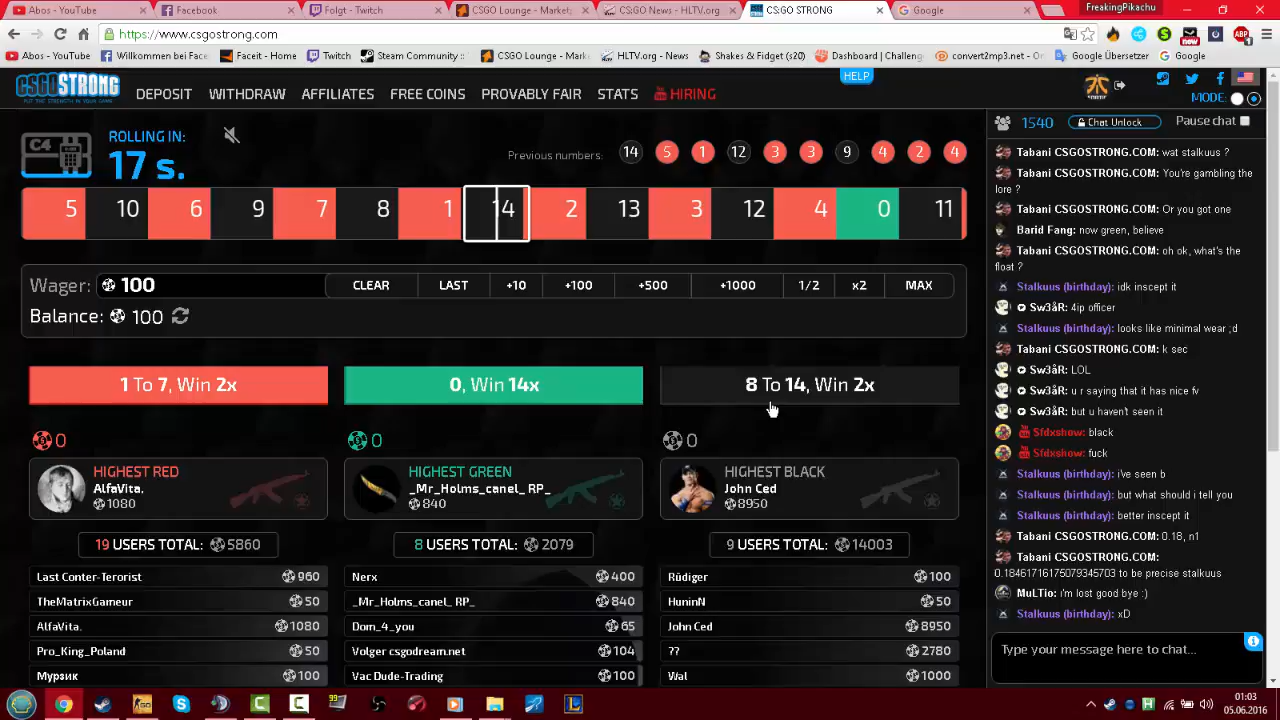 FreakingPikachu
Abos - YouTube
Facebook
Folgt - Twitch
CSGO Lounge - Market;
CS:GO News - HLTV.org
CS:GO STRONG
Google
https://www.csgostrong.com
Abos - YouTube
Willkommen bei Face
Faceit - Home
Twitch
Steam Community ::
CSGO Lounge - Marke
HLTV.org - News
Shakes & Fidget (s20)
Dashboard | Challeng
convert2mp3.net - On
Google Übersetzer
Google
CSGOSTRONG
PUT THE STRENGTH IN YOUR GAME
DEPOSIT
WITHDRAW
AFFILIATES
FREE COINS
PROVABLY FAIR
STATS
HIRING
HELP
MODE:
C4
ROLLING IN:
17 s.
Previous numbers:
14 5 1 12 3 3 9 4 2 4
5 10 6 9 7 8 1 14 2 13 3 12 4 0 11
Wager: 100
CLEAR
LAST
+10
+100
+500
+1000
1/2
x2
MAX
Balance: 100
1 To 7, Win 2x
0, Win 14x
8 To 14, Win 2x
0
0
0
HIGHEST RED
AlfaVita.
1080
HIGHEST GREEN
_Mr_Holms_canel_ RP_
840
HIGHEST BLACK
John Ced
8950
19 USERS TOTAL: 5860
8 USERS TOTAL: 2079
9 USERS TOTAL: 14003
Last Conter-Terorist 960
TheMatrixGameur 50
AlfaVita. 1080
Pro_King_Poland 50
Мурзик 100
Nerx 400
_Mr_Holms_canel_ RP_ 840
Dom_4_you 65
Volger csgodream.net 104
Vac Dude-Trading 100
Rüdiger 100
HuninN 50
John Ced 8950
?? 2780
Wal 1000
1540
Chat Unlock
Pause chat
Tabani CSGOSTRONG.COM: wat stalkuus ?
Tabani CSGOSTRONG.COM: You're gambling the
lore ?
Tabani CSGOSTRONG.COM: Or you got one
Barid Fang: now green, believe
Tabani CSGOSTRONG.COM: oh ok, what's the
float ?
Stalkuus (birthday): idk inscept it
Sw3åR: 4ip officer
Stalkuus (birthday): looks like minimal wear ;d
Tabani CSGOSTRONG.COM: k sec
Sw3åR: LOL
Sw3åR: u r saying that it has nice fv
Sw3åR: but u haven't seen it
Sfdxshow: black
Sfdxshow: fuck
Stalkuus (birthday): i've seen b
Stalkuus (birthday): but what should i tell you
Stalkuus (birthday): better inscept it
Tabani CSGOSTRONG.COM: 0.18, n1
Tabani CSGOSTRONG.COM:
0.18461716175079345703 to be precise stalkuus
MuLTio: i'm lost good bye :)
Stalkuus (birthday): xD
Type your message here to chat...
01:03
05.06.2016